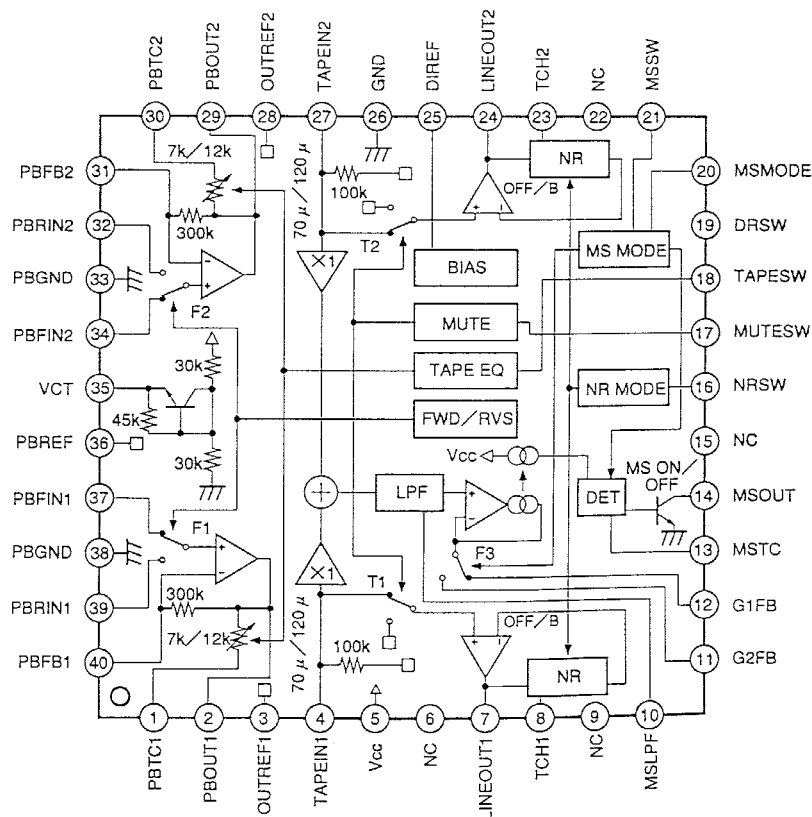 PBTC2
PBOUT2
OUTREF2
TAPEIN2
GND
DIREF
LINEOUT2
TCH2
NC
MSSW
30
29
28
27
26
25
24
23
22
21
PBFB2
31
7k/12k
300k
70μ/120μ
100k
OFF/B
NR
20
MSMODE
PBRIN2
32
T2
19
DRSW
×1
MS MODE
PBGND
33
BIAS
18
TAPESW
F2
PBFIN2
34
MUTE
17
MUTESW
30k
TAPE EQ
VCT
35
NR MODE
16
NRSW
45k
FWD/RVS
PBREF
36
30k
15
NC
Vcc
MS ON/
OFF
PBFIN1
37
LPF
DET
14
MSOUT
F1
F3
PBGND
38
×1
13
MSTC
T1
PBRIN1
39
300k
12
G1FB
7k/12k
OFF/B
PBFB1
40
70μ/120μ
100k
NR
11
G2FB
1
2
3
4
5
6
7
8
9
10
PBTC1
PBOUT1
OUTREF1
TAPEIN1
Vcc
NC
LINEOUT1
TCH1
NC
MSLPF